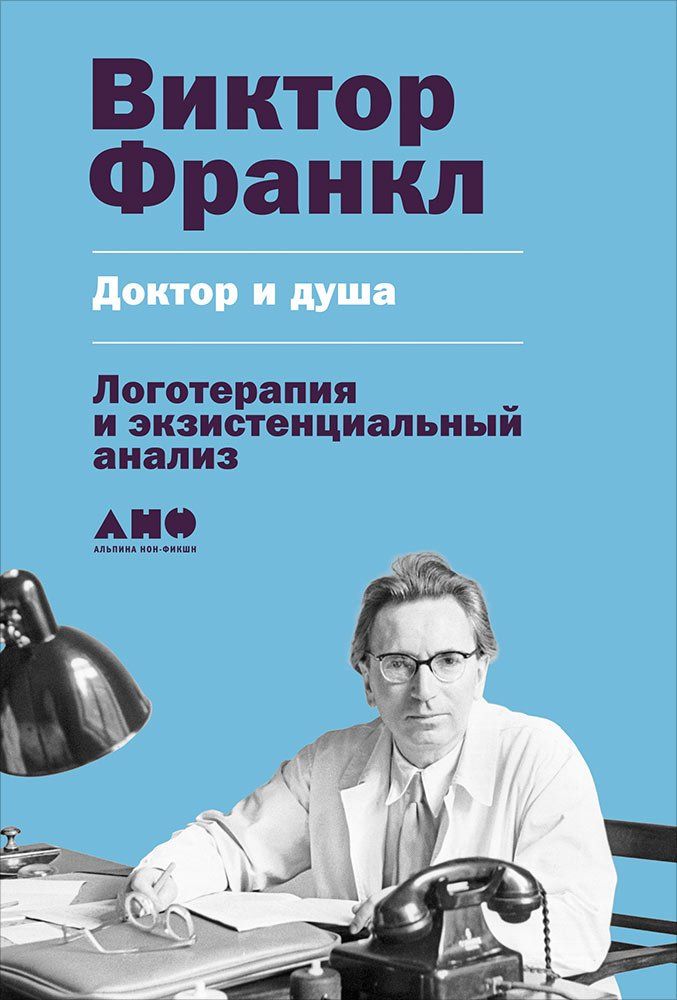 Виктор
Франкл
Доктор и душа
Логотерапия
и экзистенциальный
анализ
АНФ
АЛЬПИНА НОН-ФИКШН